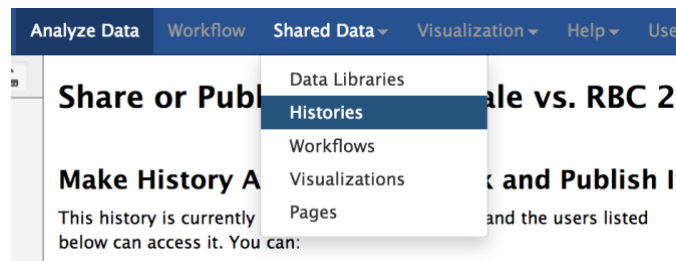 Analyze Data Workflow Shared Data Visualization Help Use
Data Libraries
Histories
Workflows
Visualizations
Pages
Share or Publ ale vs. RBC 2
Make History A and Publish I
This history is currently and the users listed
below can access it. You can: